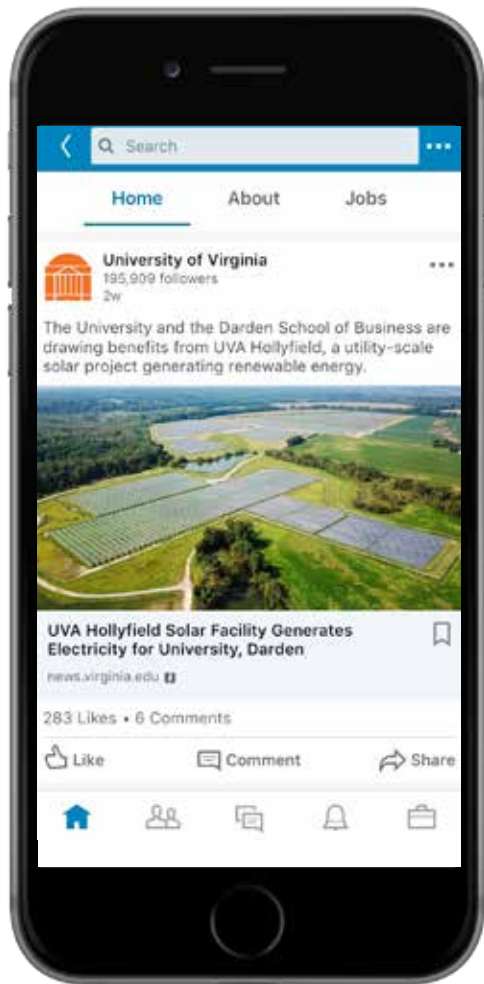 Search
Home About Jobs
University of Virginia
195,909 followers
2w
The University and the Darden School of Business are
drawing benefits from UVA Hollyfield, a utility-scale
solar project generating renewable energy.
UVA Hollyfield Solar Facility Generates
Electricity for University, Darden
news.virginia.edu
283 Likes • 6 Comments
Like Comment Share